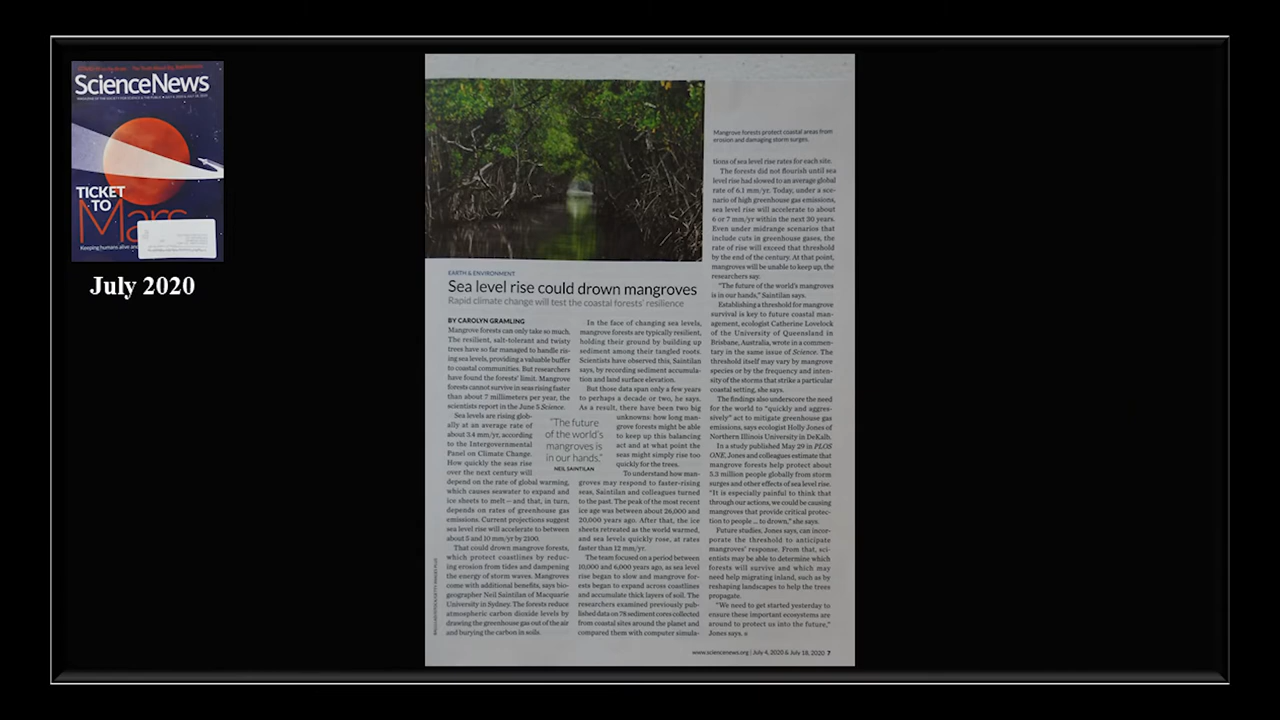 ScienceNews
TICKET
TO
Mars
Keeping humans alive an
July 2020
Mangrove forests protect coastal areas from
erosion and damaging storm surges.
EARTH & ENVIRONMENT
Sea level rise could drown mangroves
Rapid climate change will test the coastal forests' resilience
BY CAROLYN GRAMLING
Mangrove forests can only take so much.
The resilient, salt-tolerant and twisty
trees have so far managed to handle ris-
ing sea levels, providing a valuable buffer
to coastal communities. But researchers
have found the forests' limit. Mangrove
forests cannot survive in seas rising faster
than about 7 millimeters per year, the
scientists report in the June 5 Science.
Sea levels are rising glob-
ally at an average rate of
about 3.4 mm/yr, according
to the Intergovernmental
Panel on Climate Change.
How quickly the seas rise
over the next century will
depend on the rate of global warming,
which causes seawater to expand and
ice sheets to melt — and that, in turn,
depends on rates of greenhouse gas
emissions. Current projections suggest
sea level rise will accelerate to between
about 5 and 10 mm/yr by 2100.
That could drown mangrove forests,
which protect coastlines by reduc-
ing erosion from tides and dampening
the energy of storm waves. Mangroves
come with additional benefits, says bio-
geographer Neil Saintilan of Macquarie
University in Sydney. The forests reduce
atmospheric carbon dioxide levels by
drawing the greenhouse gas out of the air
and burying the carbon in soils.
"The future
of the world's
mangroves is
in our hands."
NEIL SAINTILAN
In the face of changing sea levels,
mangrove forests are typically resilient,
holding their ground by building up
sediment among their tangled roots.
Scientists have observed this, Saintilan
says, by recording sediment accumula-
tion and land surface elevation.
But those data span only a few years
to perhaps a decade or two, he says.
As a result, there have been two big
unknowns: how long man-
grove forests might be able
to keep up this balancing
act and at what point the
seas might simply rise too
quickly for the trees.
To understand how man-
groves may respond to faster-rising
seas, Saintilan and colleagues turned
to the past. The peak of the most recent
ice age was between about 26,000 and
20,000 years ago. After that, the ice
sheets retreated as the world warmed,
and sea levels quickly rose, at rates
faster than 12 mm/yr.
The team focused on a period between
10,000 and 6,000 years ago, as sea level
rise began to slow and mangrove for-
ests began to expand across coastlines
and accumulate thick layers of soil. The
researchers examined previously pub-
lished data on 78 sediment cores collected
from coastal sites around the planet and
compared them with computer simula-
tions of sea level rise rates for each site.
The forests did not flourish until sea
level rise had slowed to an average global
rate of 6.1 mm/yr. Today, under a sce-
nario of high greenhouse gas emissions,
sea level rise will accelerate to about
6 or 7 mm/yr within the next 30 years.
Even under midrange scenarios that
include cuts in greenhouse gases, the
rate of rise will exceed that threshold
by the end of the century. At that point,
mangroves will be unable to keep up, the
researchers say.
"The future of the world's mangroves
is in our hands," Saintilan says.
Establishing a threshold for mangrove
survival is key to future coastal man-
agement, ecologist Catherine Lovelock
of the University of Queensland in
Brisbane, Australia, wrote in a commen-
tary in the same issue of Science. The
threshold itself may vary by mangrove
species or by the frequency and inten-
sity of the storms that strike a particular
coastal setting, she says.
The findings also underscore the need
for the world to "quickly and aggres-
sively" act to mitigate greenhouse gas
emissions, says ecologist Holly Jones of
Northern Illinois University in DeKalb.
In a study published May 29 in PLOS
ONE, Jones and colleagues estimate that
mangrove forests help protect about
5.3 million people globally from storm
surges and other effects of sea level rise.
"It is especially painful to think that
through our actions, we could be causing
mangroves that provide critical protec-
tion to people ... to drown," she says.
Future studies, Jones says, can incor-
porate the threshold to anticipate
mangroves' response. From that, sci-
entists may be able to determine which
forests will survive and which may
need help migrating inland, such as by
reshaping landscapes to help the trees
propagate.
"We need to get started yesterday to
ensure these important ecosystems are
around to protect us into the future,"
Jones says.
www.sciencenews.org | July 4, 2020 & July 18, 2020 7